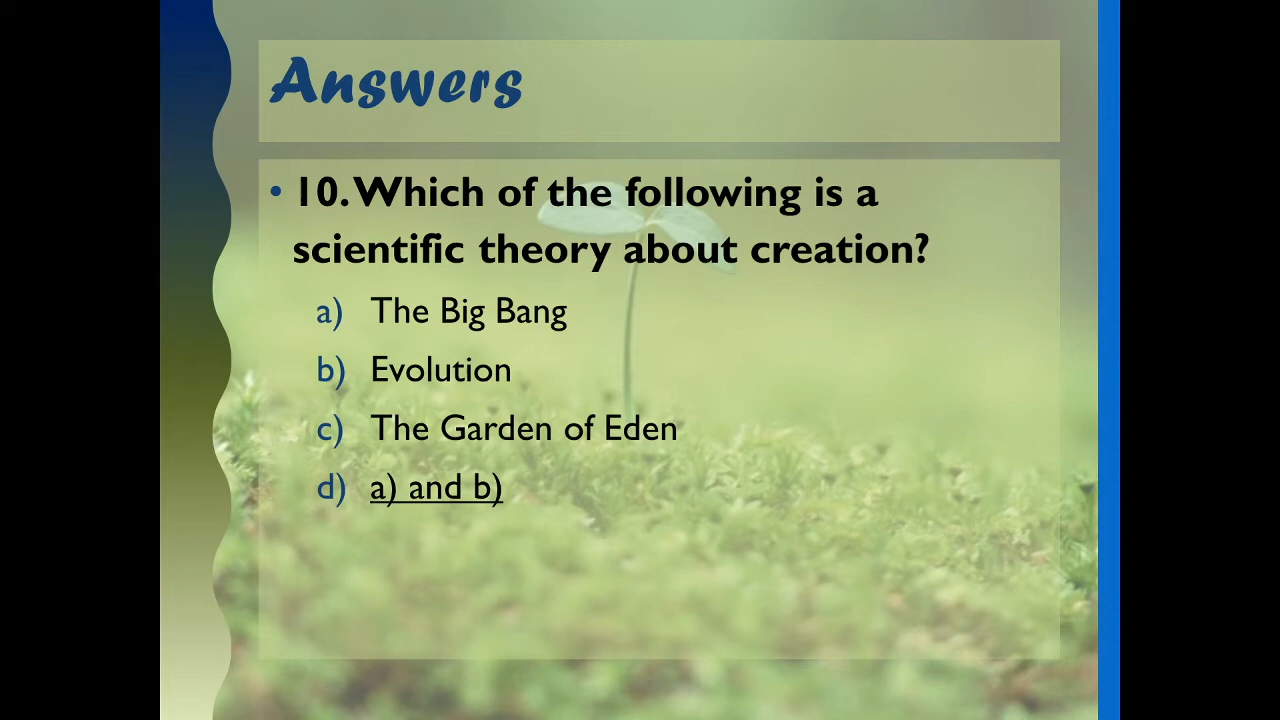 Answers
• 10. Which of the following is a
scientific theory about creation?
a) The Big Bang
b) Evolution
c) The Garden of Eden
d) a) and b)